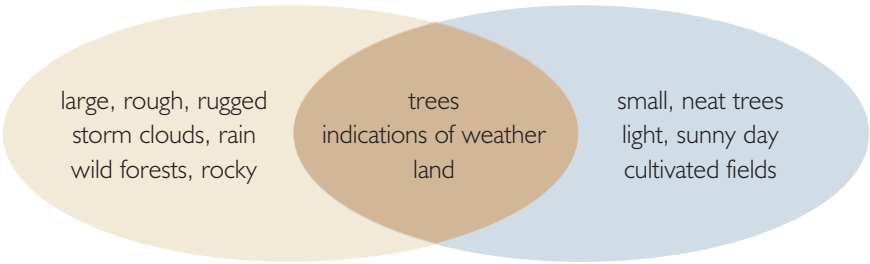 large, rough, rugged
storm clouds, rain
wild forests, rocky
trees
indications of weather
land
small, neat trees
light, sunny day
cultivated fields